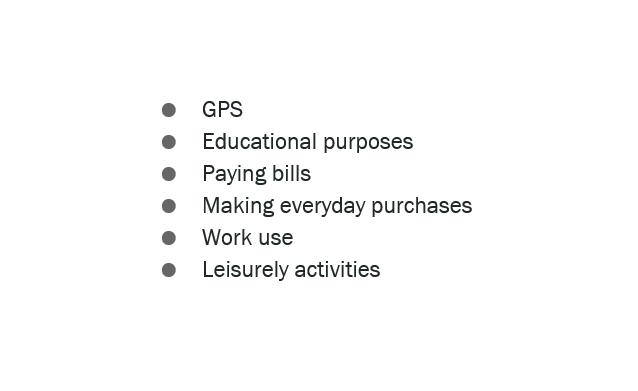 ● GPS
● Educational purposes
● Paying bills
● Making everyday purchases
● Work use
● Leisurely activities